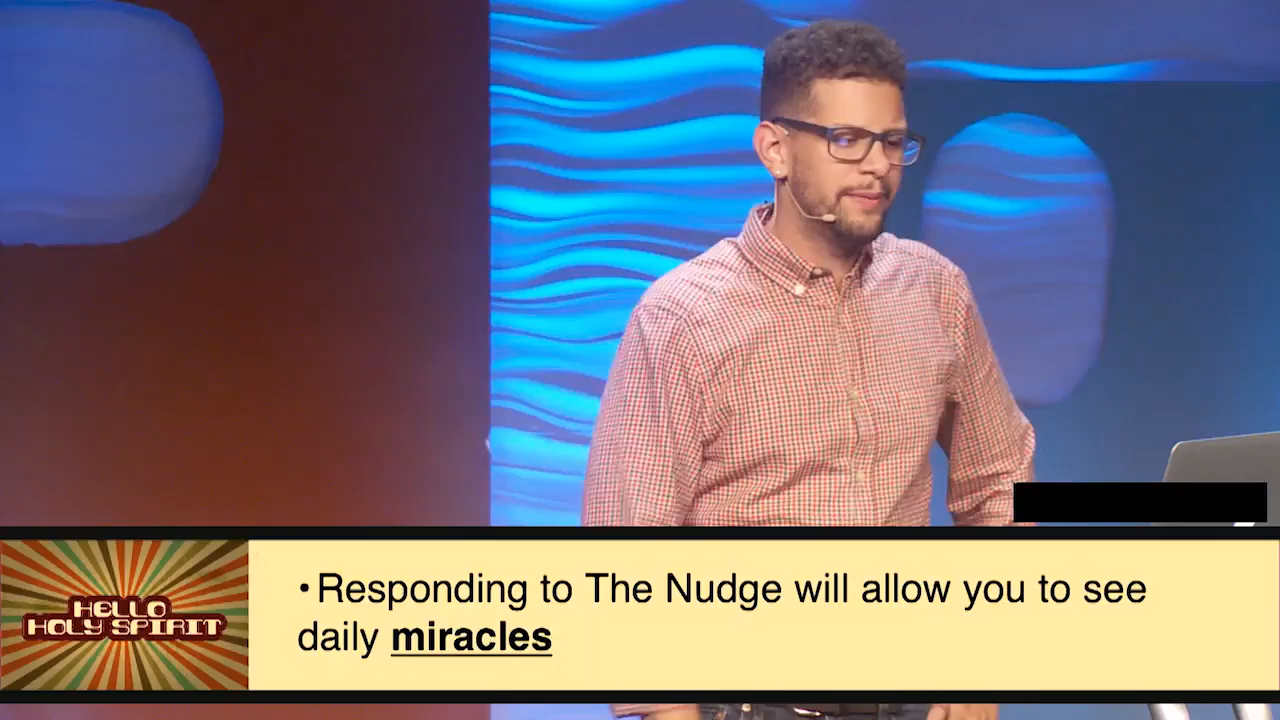 HELLO
HOLY SPIRIT
•Responding to The Nudge will allow you to see
daily miracles